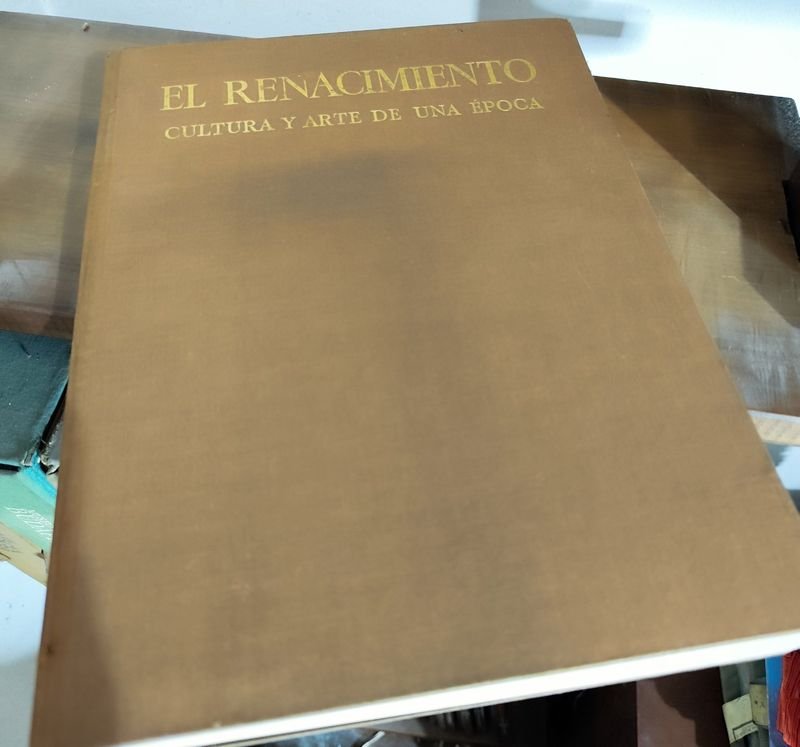 EL RENACIMIENTO
CULTURA Y ARTE DE UNA ÉPOCA